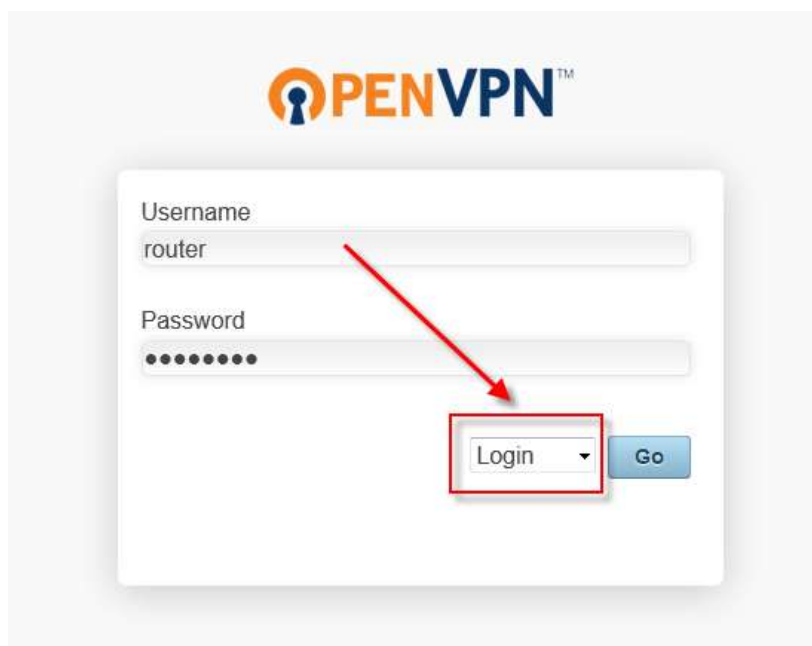 OPENVPN™
Username
router
Password
••••••••
Login Go